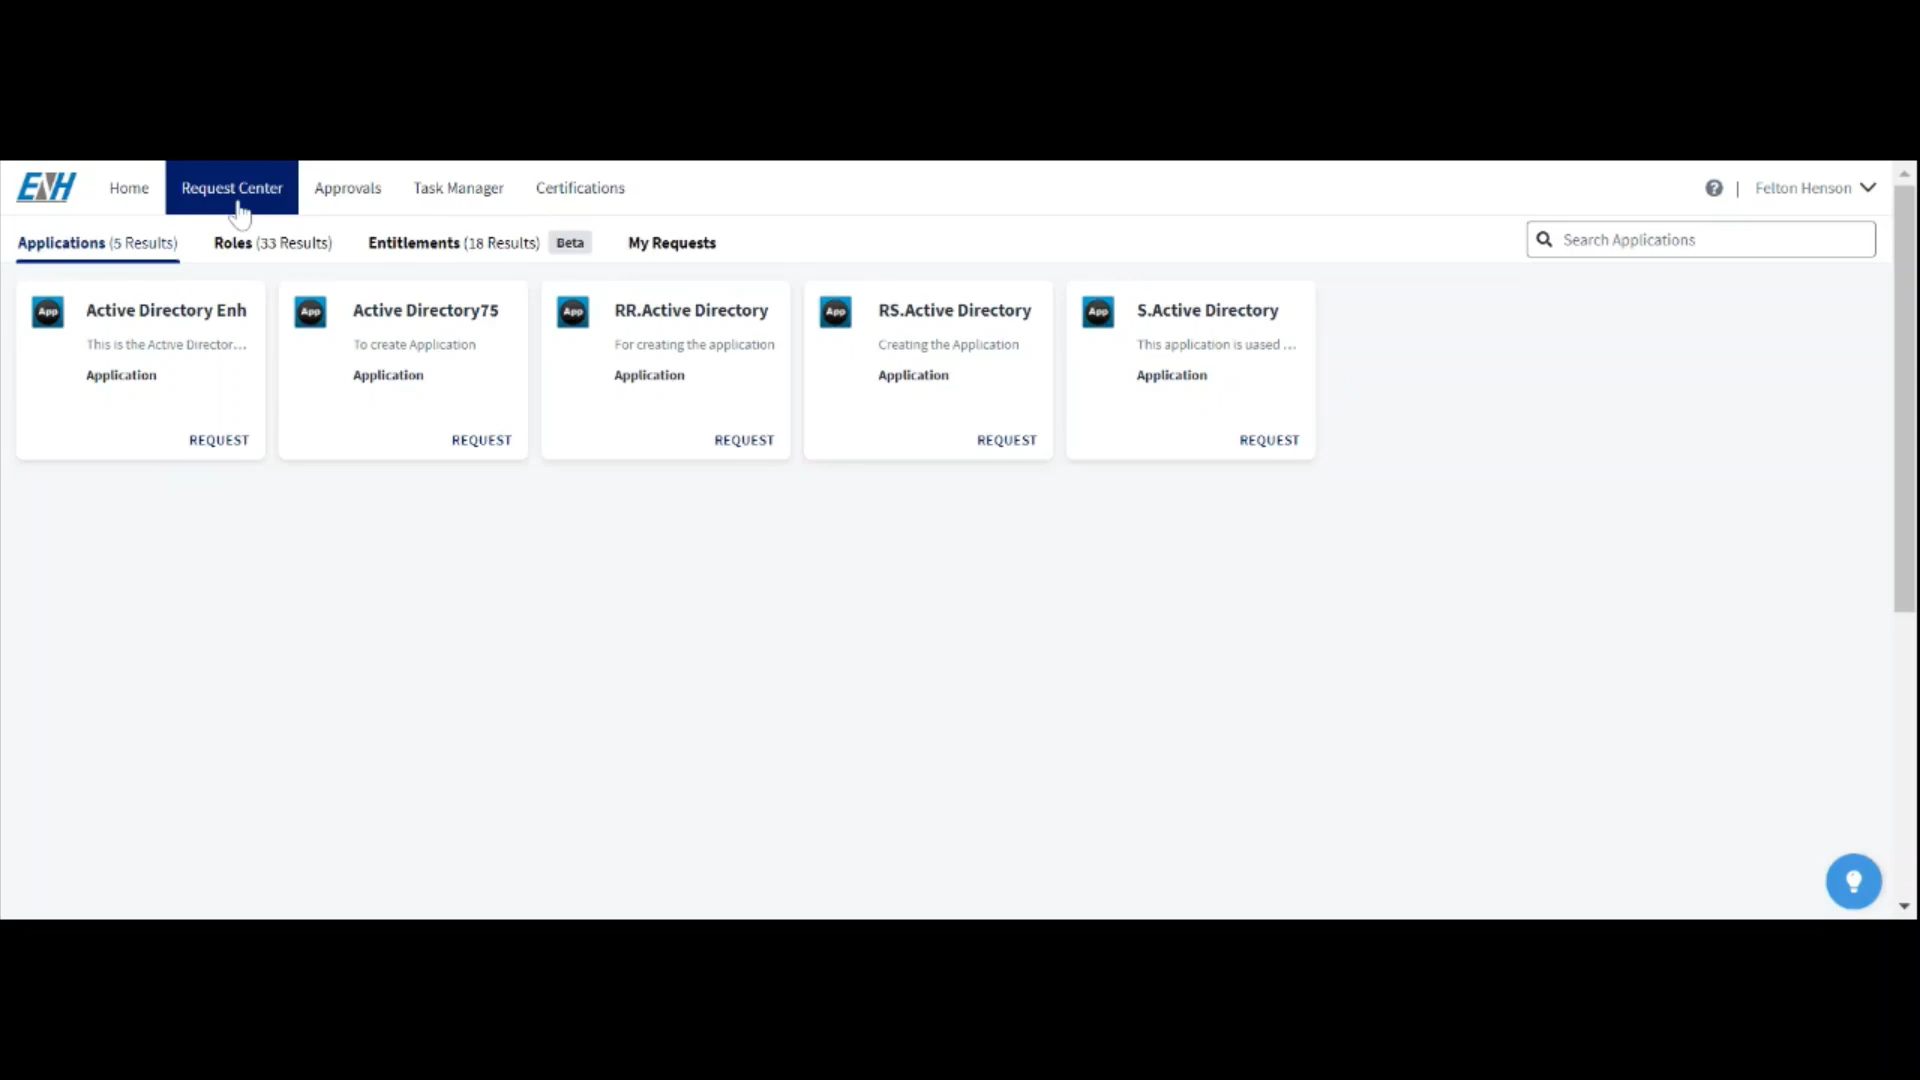 ENH Home Request Center Approvals Task Manager Certifications ? | Felton Henson
Applications (5 Results) Roles (33 Results) Entitlements (18 Results) Beta My Requests Search Applications
App Active Directory Enh
This is the Active Director...
Application
REQUEST
App Active Directory75
To create Application
Application
REQUEST
App RR.Active Directory
For creating the application
Application
REQUEST
App RS.Active Directory
Creating the Application
Application
REQUEST
App S.Active Directory
This application is uased ...
Application
REQUEST